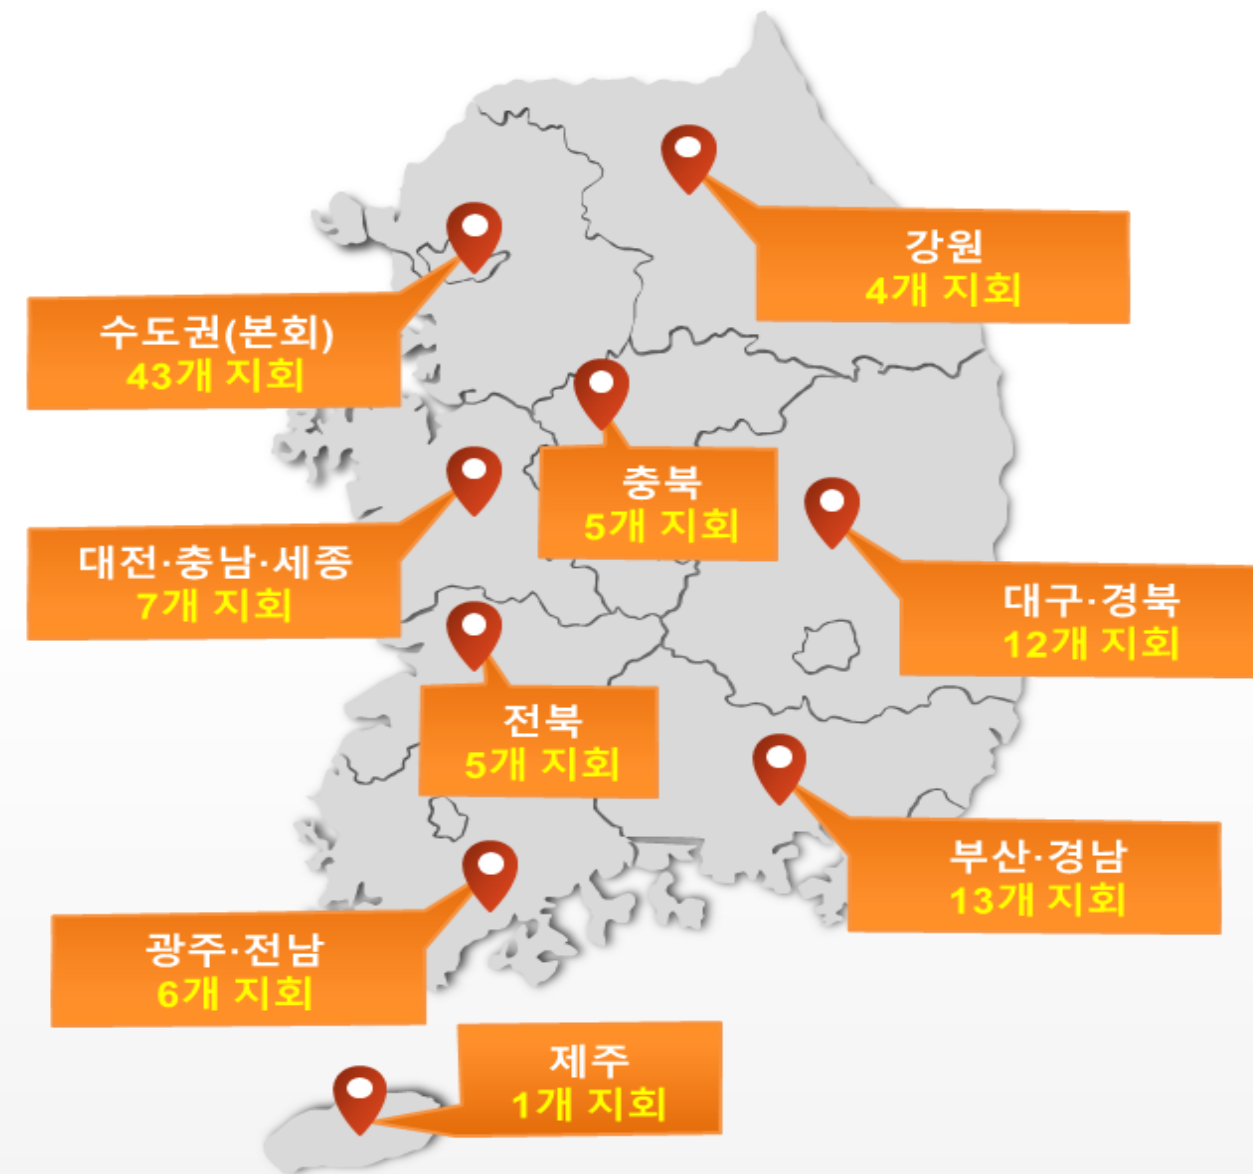 강원
4개 지회
수도권(본회)
43개 지회
충북
5개 지회
대전·충남·세종
7개 지회
대구·경북
12개 지회
전북
5개 지회
부산·경남
13개 지회
광주·전남
6개 지회
제주
1개 지회